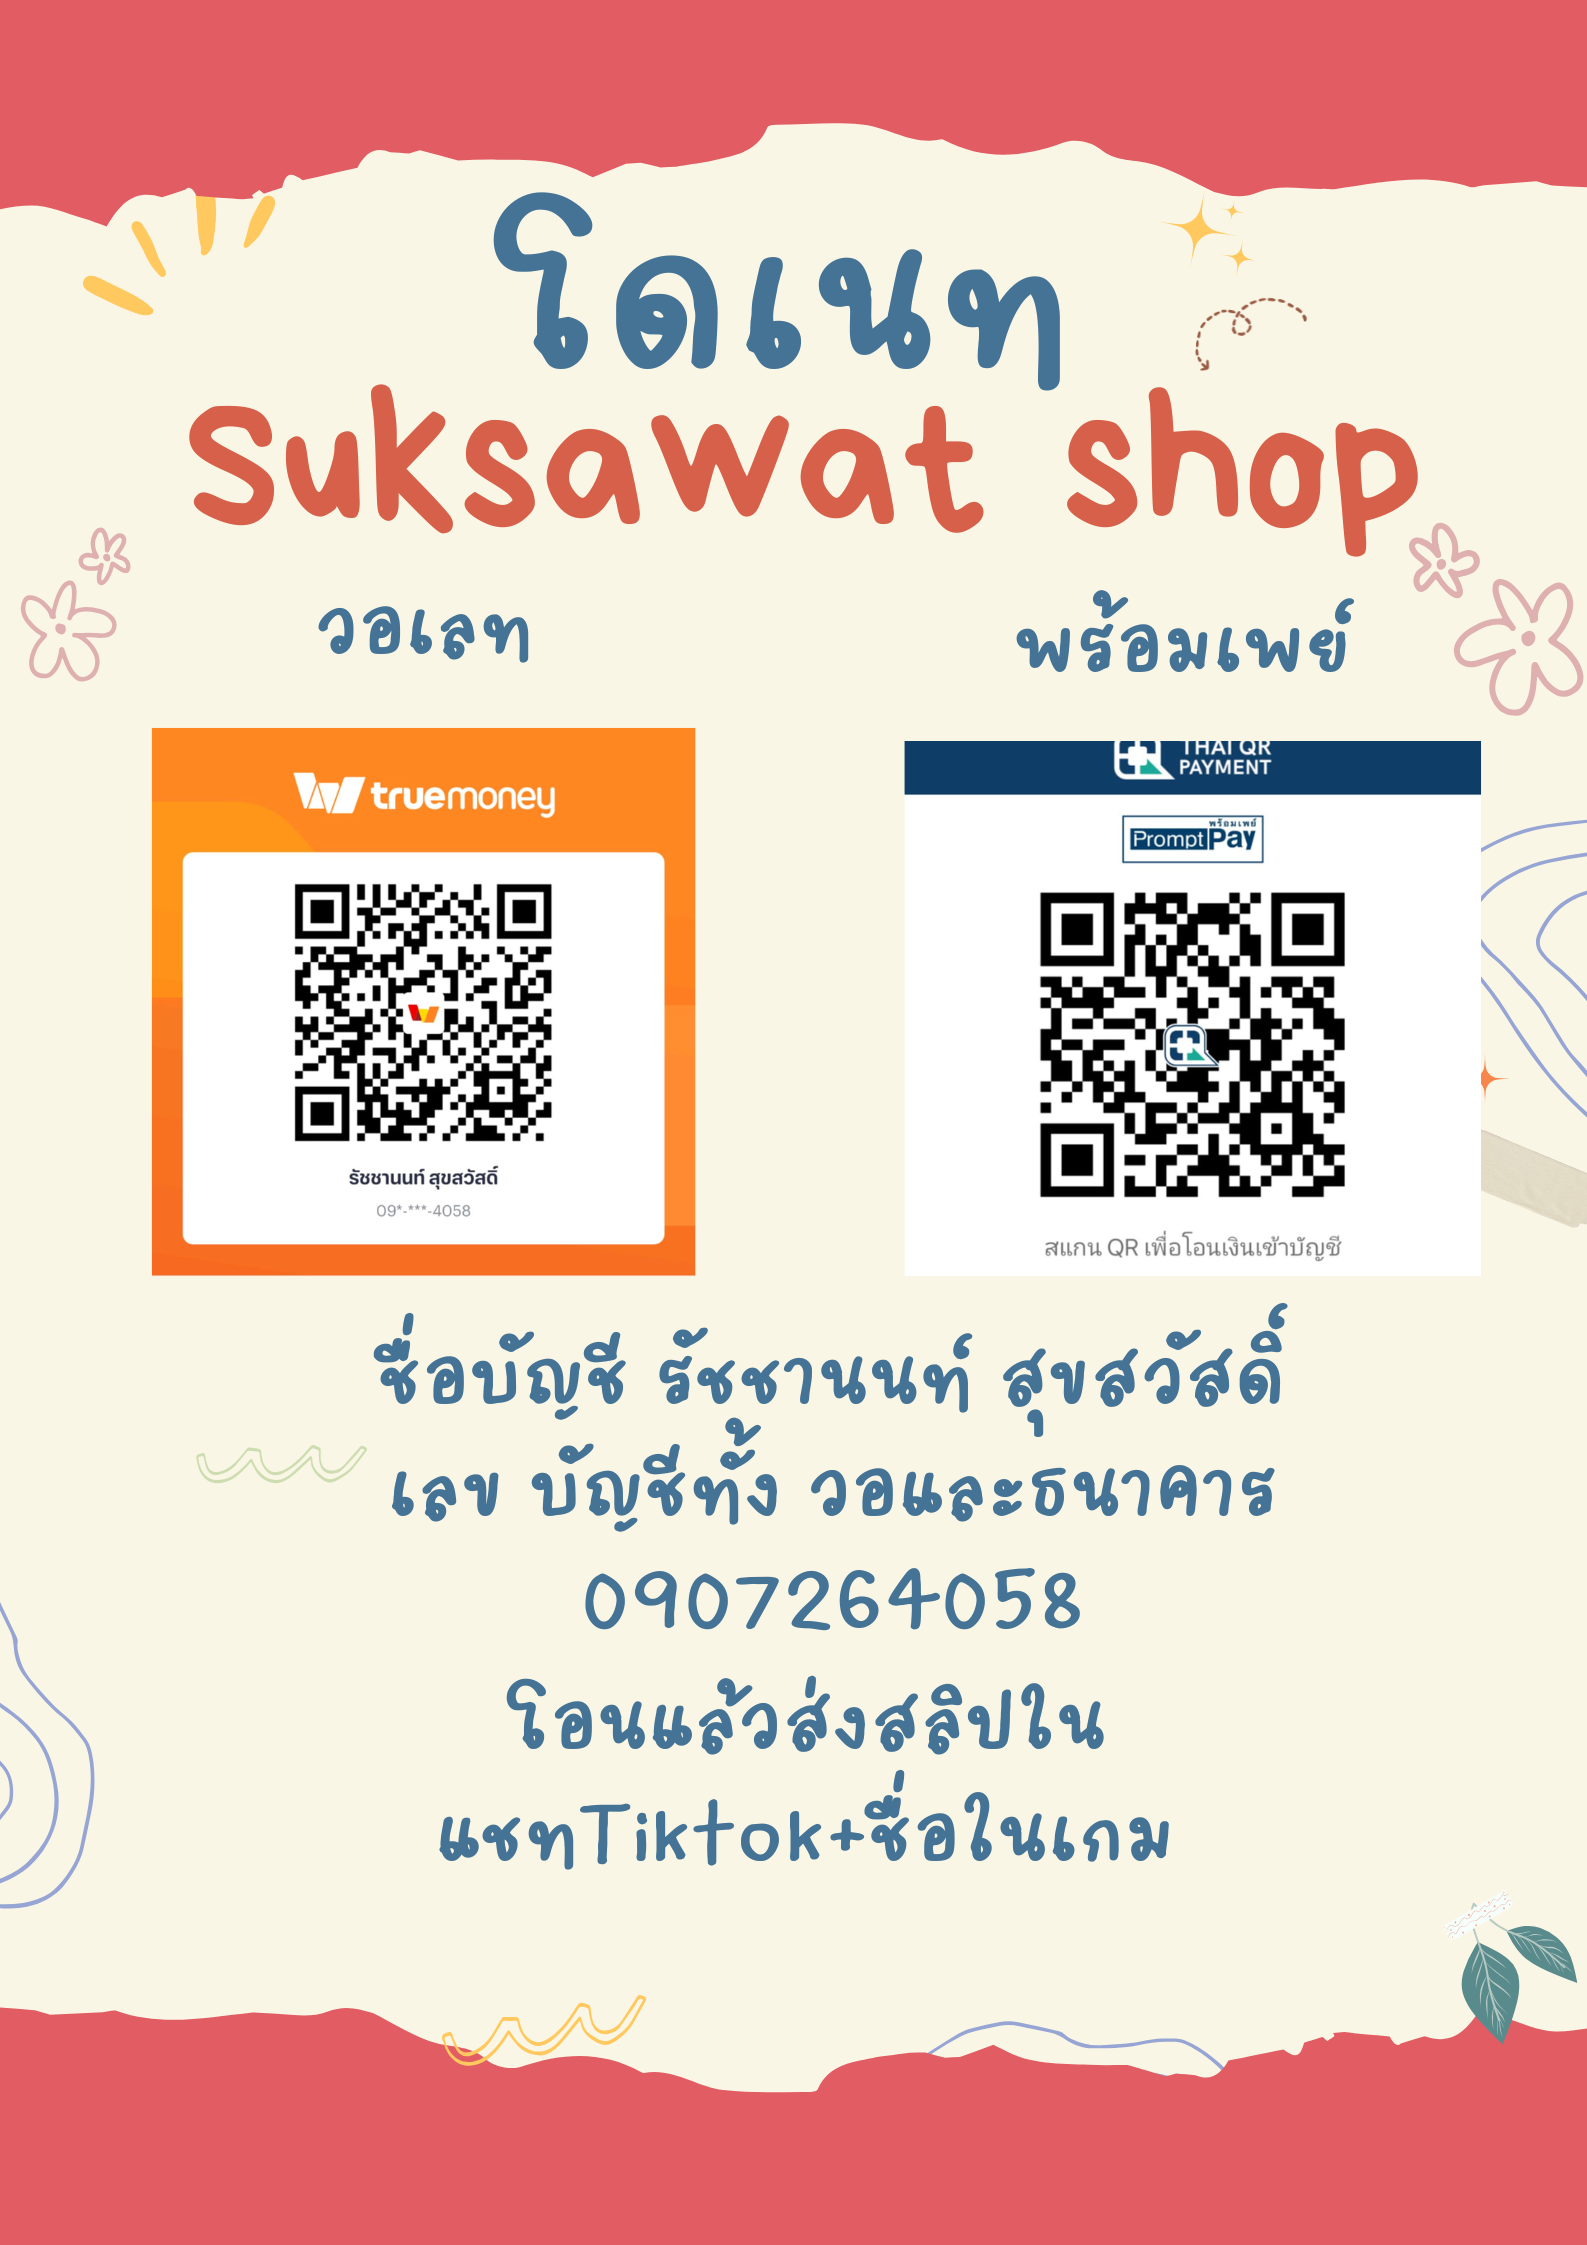 โดเนท
Suksawat shop
วอเลท
พร้อมเพย์
truemoney
รัชชานนท์ สุขสวัสดิ์
09*-***-4058
THAI QR
PAYMENT
พร้อมเพย์
PromptPay
สแกน QR เพื่อโอนเงินเข้าบัญชี
ชื่อบัญชี รัชชานนท์ สุขสวัสดิ์
เลข บัญชีทั้ง วอและธนาคาร
0907264058
โอนแล้วส่งสลิปใน
แชทTiktok+ชื่อในเกม